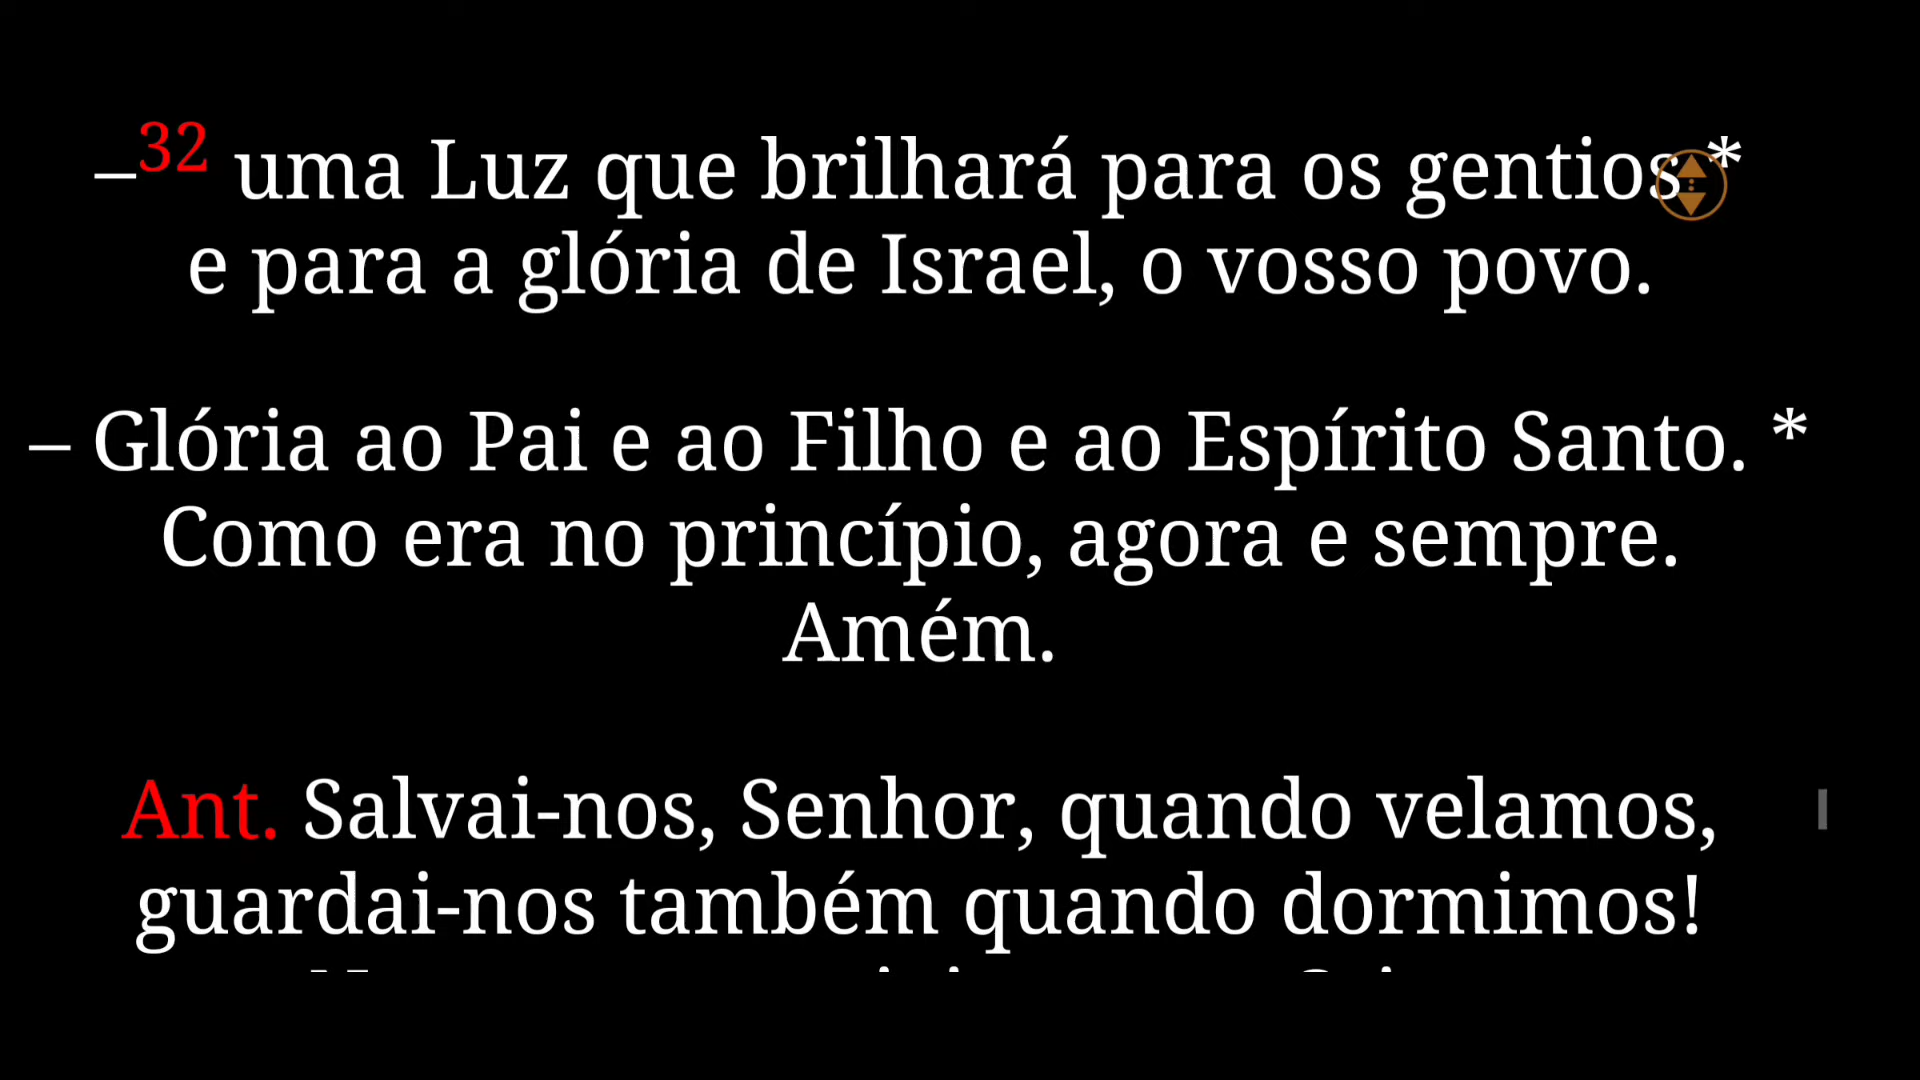 –32 uma Luz que brilhará para os gentios *
e para a glória de Israel, o vosso povo.
– Glória ao Pai e ao Filho e ao Espírito Santo. *
Como era no princípio, agora e sempre.
Amém.
Ant. Salvai-nos, Senhor, quando velamos,
guardai-nos também quando dormimos!